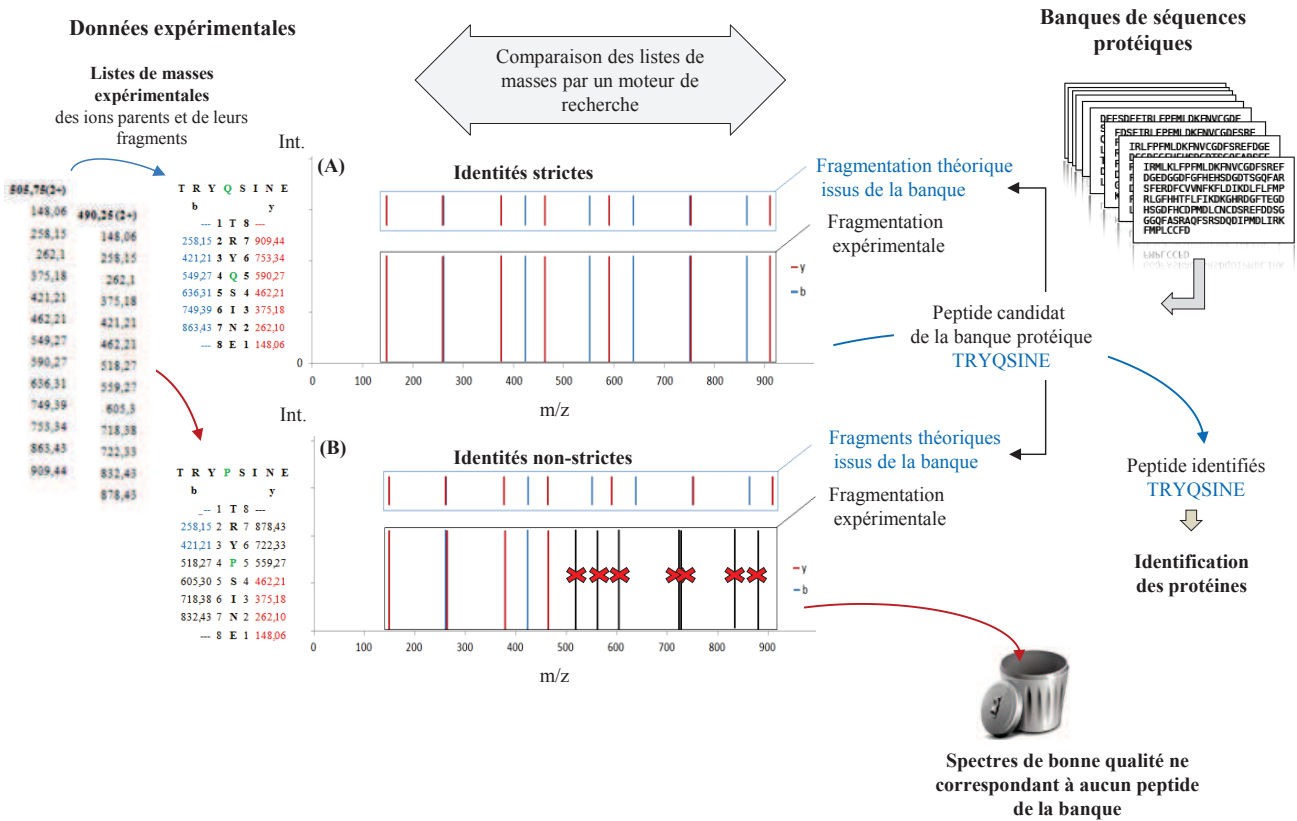 Données expérimentales
Banques de séquences
protéiques
Comparaison des listes de
masses par un moteur de
recherche
Listes de masses
expérimentales
des ions parents et de leurs
fragments
505,75(2+)
148,06
258,15
262,1
375,18
421,21
462,21
549,27
590,27
636,31
749,39
753,34
863,43
909,44
490,25(2+)
148,06
258,15
262,1
375,18
421,21
462,21
518,27
559,27
605,3
718,38
722,33
832,43
878,43
T R Y Q S I N E
b y
--- 1 T 8 ---
258,15 2 R 7 909,44
421,21 3 Y 6 753,34
549,27 4 Q 5 590,27
636,31 5 S 4 462,21
749,39 6 I 3 375,18
863,43 7 N 2 262,10
--- 8 E 1 148,06
Int.
(A)
Identités strictes
Fragmentation théorique
issus de la banque
Fragmentation
expérimentale
y
b
0
0 100 200 300 400 500 600 700 800 900
m/z
IRLFPFMLDKFNVCGDFSREFDGE
IRMLKLFPFMLDKFNVCGDFSREF
DGEDGDFGFHEHSDGDTSGQFAR
SFERDFCVVNFKFLDIKDLFLFMP
RLGFHHTFLFIKDKGHRDGFTEGD
HSGDFHCDPMDLCNCDSREFDDSG
GGQFASRAQFSRSDQDIPMDLIRK
FMPLCCFD
Peptide candidat
de la banque protéique
TRYQSINE
T R Y P S I N E
b y
_-- 1 T 8 ---
258,15 2 R 7 878,43
421,21 3 Y 6 722,33
518,27 4 P 5 559,27
605,30 5 S 4 462,21
718,38 6 I 3 375,18
832,43 7 N 2 262,10
--- 8 E 1 148,06
Int.
(B)
Identités non-strictes
Fragments théoriques
issus de la banque
Fragmentation
expérimentale
y
b
0 100 200 300 400 500 600 700 800 900
m/z
Peptide identifiés
TRYQSINE
Identification
des protéines
Spectres de bonne qualité ne
correspondant à aucun peptide
de la banque